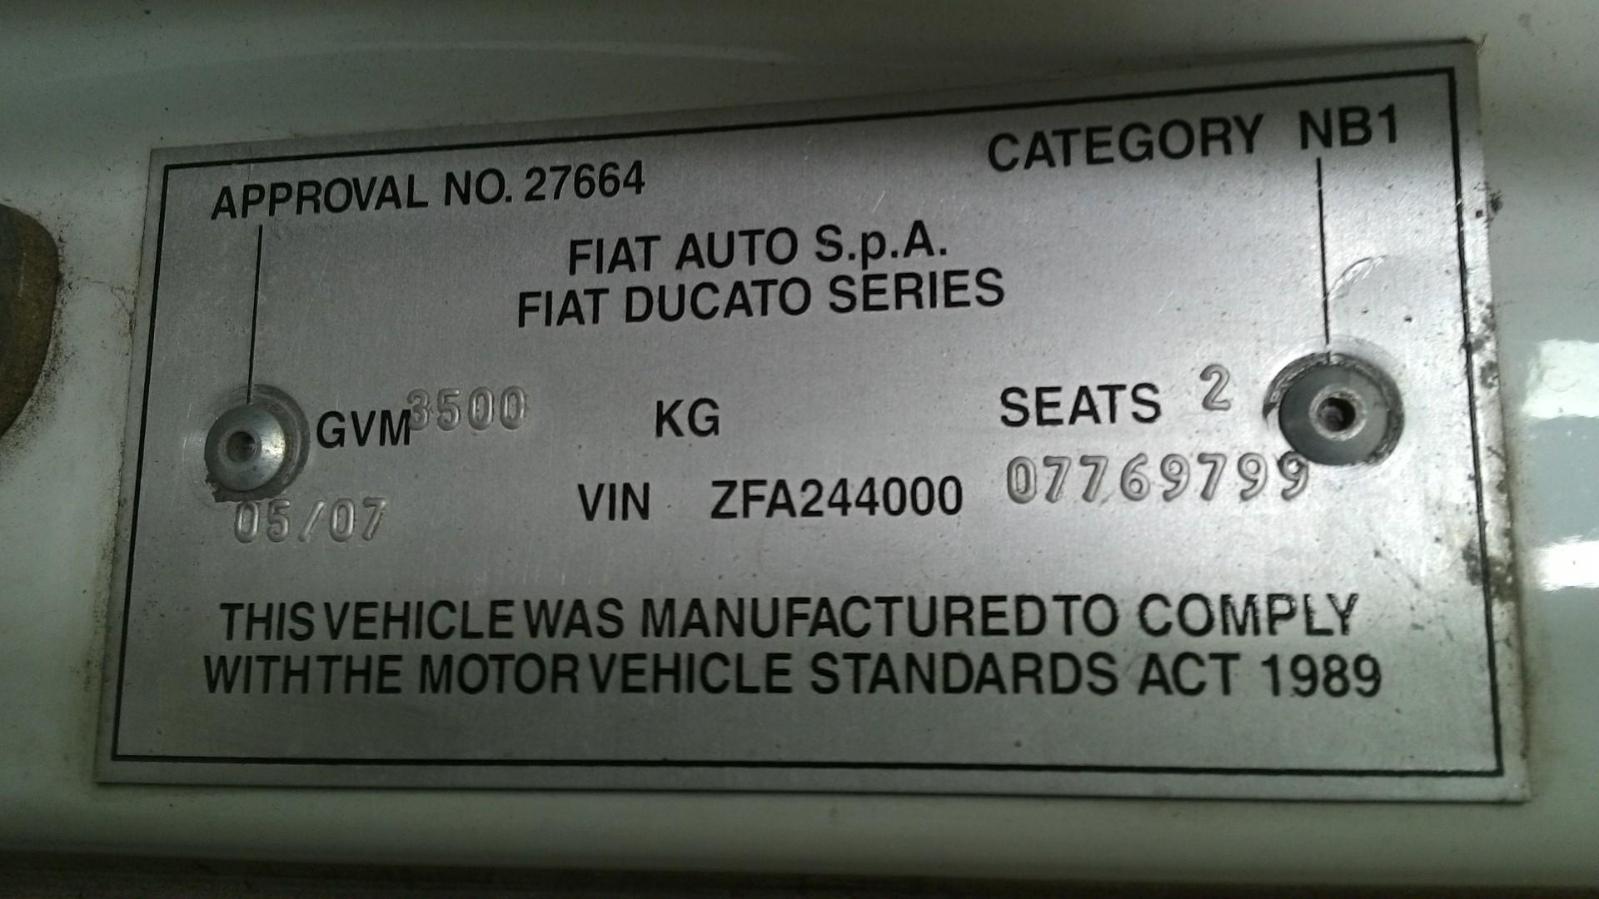 APPROVAL NO. 27664 CATEGORY NB1
FIAT AUTO S.p.A.
FIAT DUCATO SERIES
GVM 3500 KG SEATS 2
05/07 VIN ZFA244000 07769799
THIS VEHICLE WAS MANUFACTURED TO COMPLY
WITH THE MOTOR VEHICLE STANDARDS ACT 1989